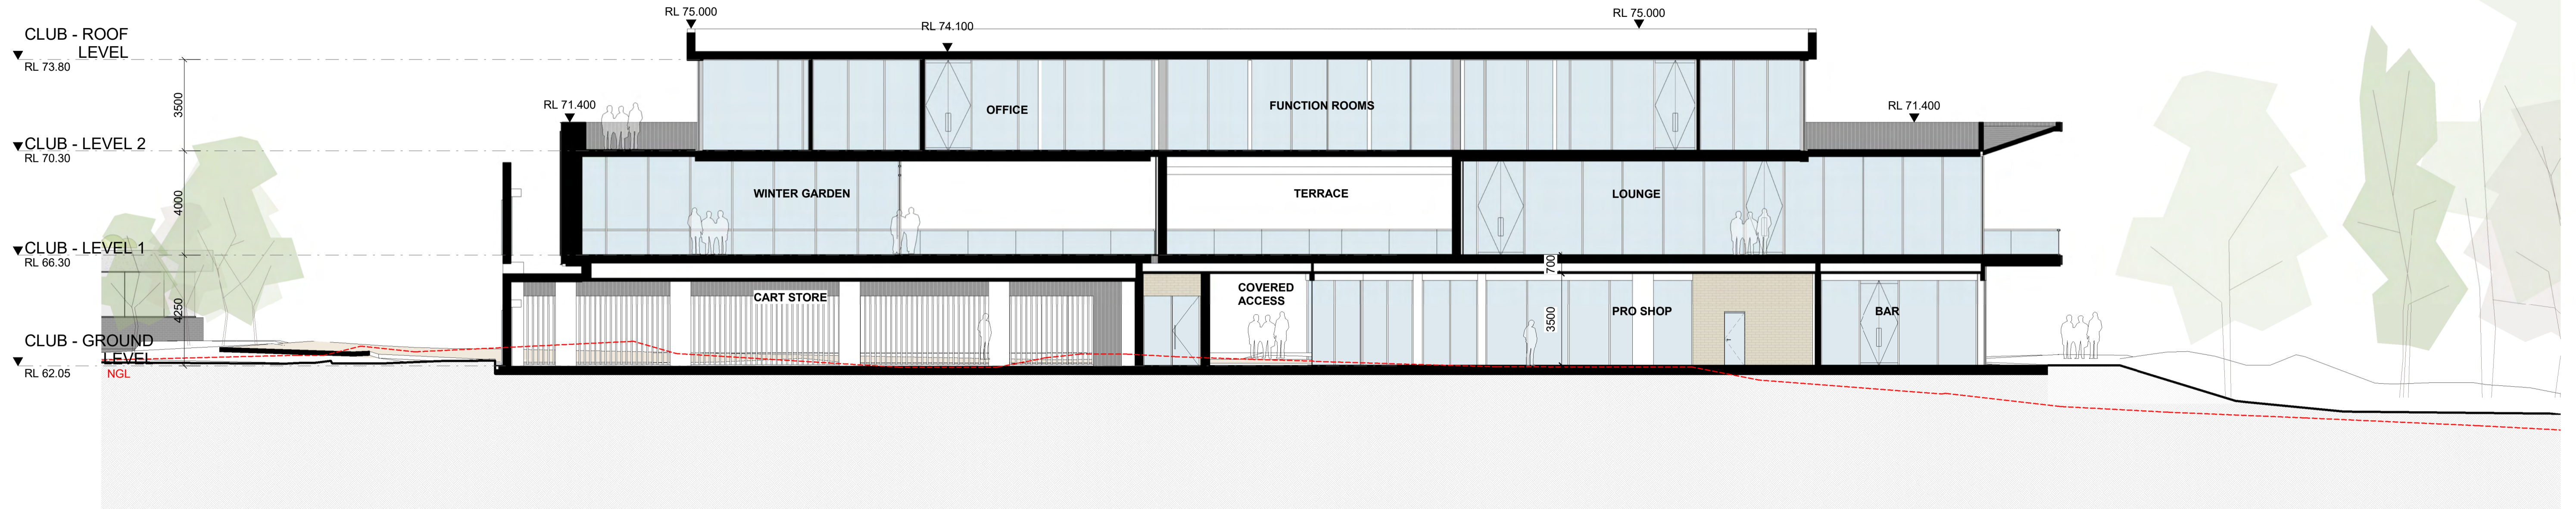 RL 75.000
RL 75.000
RL 74.100
CLUB - ROOF
LEVEL
RL 73.80
3500
RL 71.400
RL 71.400
OFFICE
FUNCTION ROOMS
CLUB - LEVEL 2
RL 70.30
4000
WINTER GARDEN
TERRACE
LOUNGE
CLUB - LEVEL 1
RL 66.30
700
4250
CART STORE
COVERED
ACCESS
3500
PRO SHOP
BAR
CLUB - GROUND
LEVEL
RL 62.05
NGL